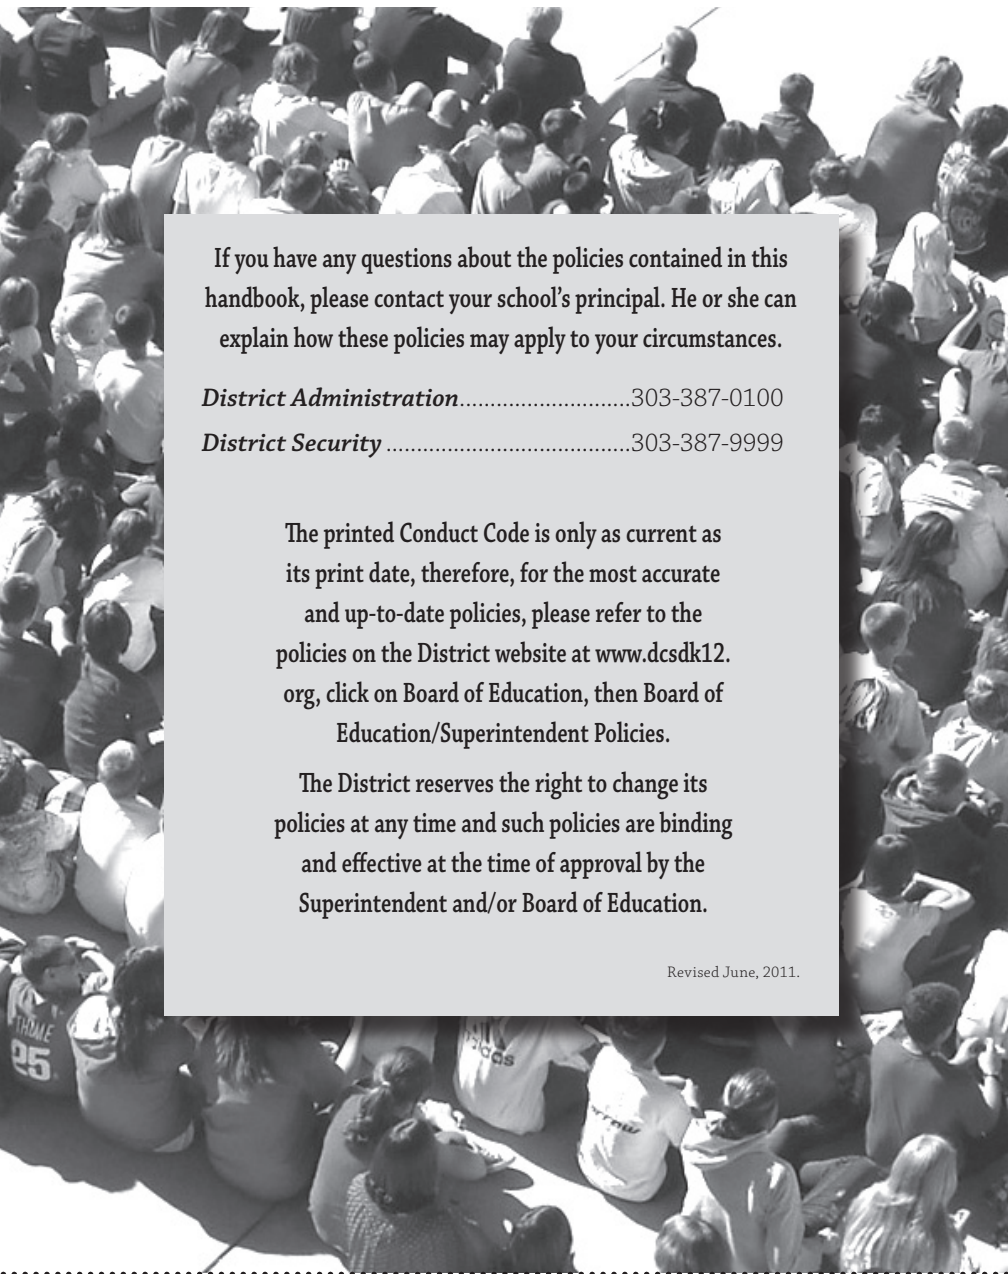 If you have any questions about the policies contained in this
handbook, please contact your school's principal. He or she can
explain how these policies may apply to your circumstances.
District Administration............................303-387-0100
District Security ........................................303-387-9999
The printed Conduct Code is only as current as
its print date, therefore, for the most accurate
and up-to-date policies, please refer to the
policies on the District website at www.dcsdk12.
org, click on Board of Education, then Board of
Education/Superintendent Policies.
The District reserves the right to change its
policies at any time and such policies are binding
and effective at the time of approval by the
Superintendent and/or Board of Education.
Revised June, 2011.
THOME
25
adidas